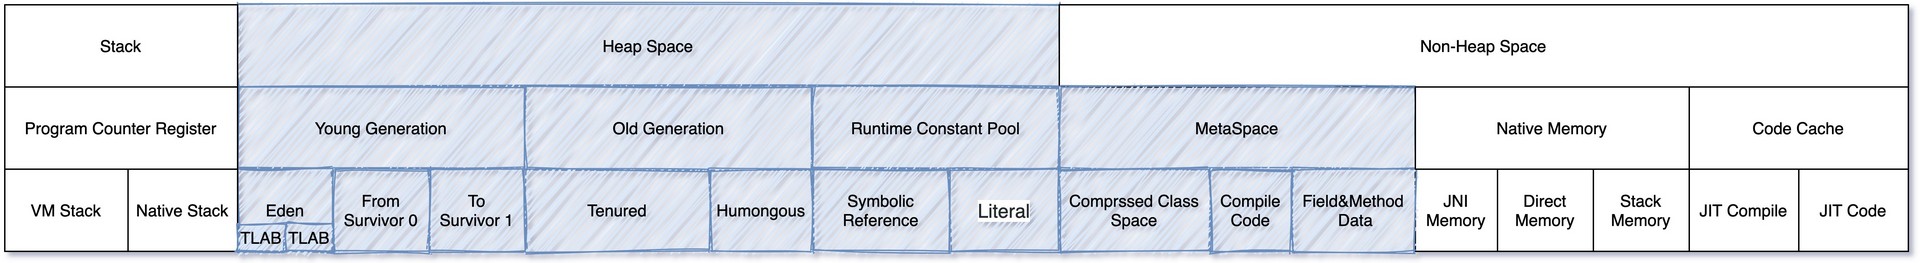 Stack
Heap Space
Non-Heap Space
Program Counter Register
Young Generation
Old Generation
Runtime Constant Pool
MetaSpace
Native Memory
Code Cache
VM Stack
Native Stack
Eden
TLAB
TLAB
From
Survivor 0
To
Survivor 1
Tenured
Humongous
Symbolic
Reference
Literal
Comprssed Class
Space
Compile
Code
Field&Method
Data
JNI
Memory
Direct
Memory
Stack
Memory
JIT Compile
JIT Code